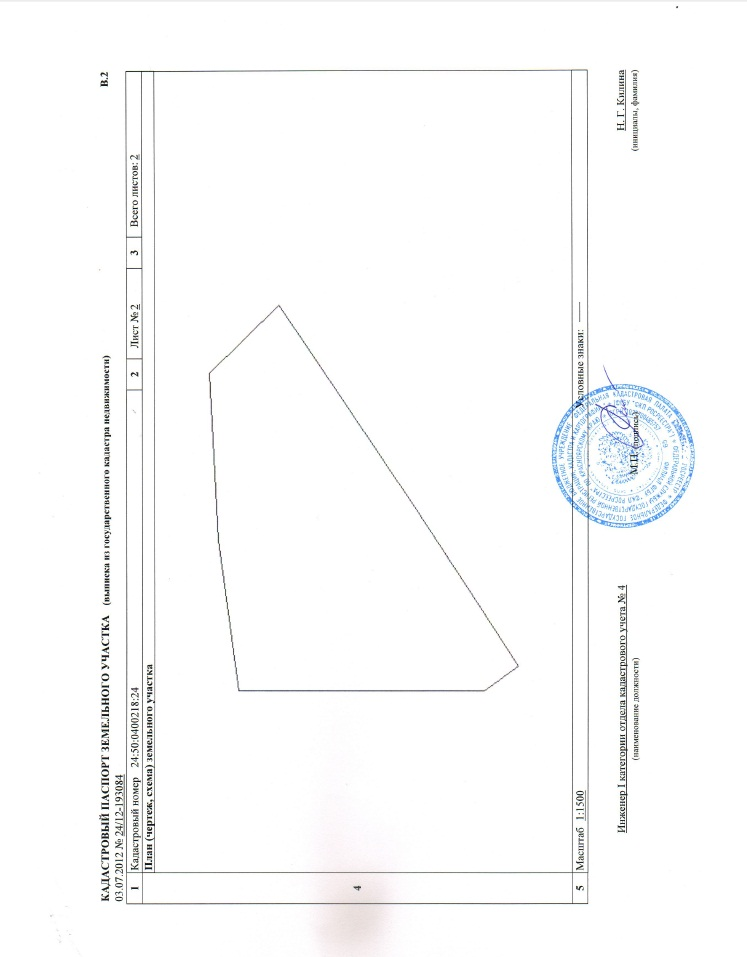 КАДАСТРОВЫЙ ПАСПОРТ ЗЕМЕЛЬНОГО УЧАСТКА (выписка из государственного кадастра недвижимости) В.2
03.07.2012 № 24/12-193084
1 Кадастровый номер 24:50:0400218:24 2 Лист № 2 3 Всего листов: 2
План (чертеж, схема) земельного участка
4
5 Масштаб 1:1500 Условные знаки:
Инженер I категории отдела кадастрового учета № 4 Н. Г. Килина
(наименование должности) М.П. (подпись) (инициалы, фамилия)